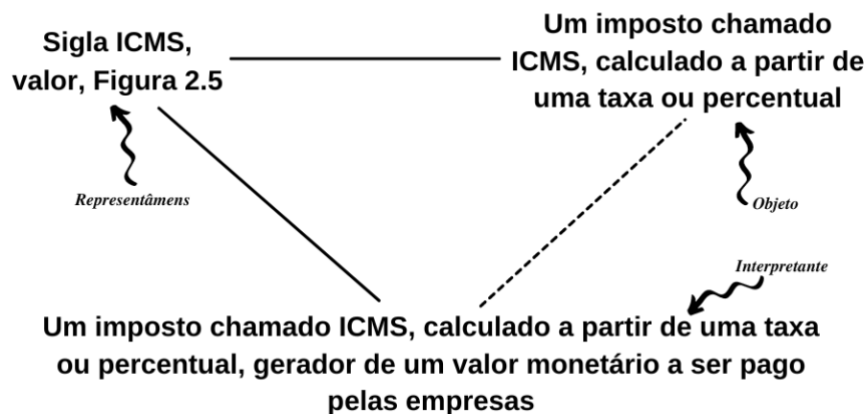 Sigla ICMS,
valor, Figura 2.5
Um imposto chamado
ICMS, calculado a partir de
uma taxa ou percentual
Representâmens
Objeto
Interpretante
Um imposto chamado ICMS, calculado a partir de uma taxa
ou percentual, gerador de um valor monetário a ser pago
pelas empresas